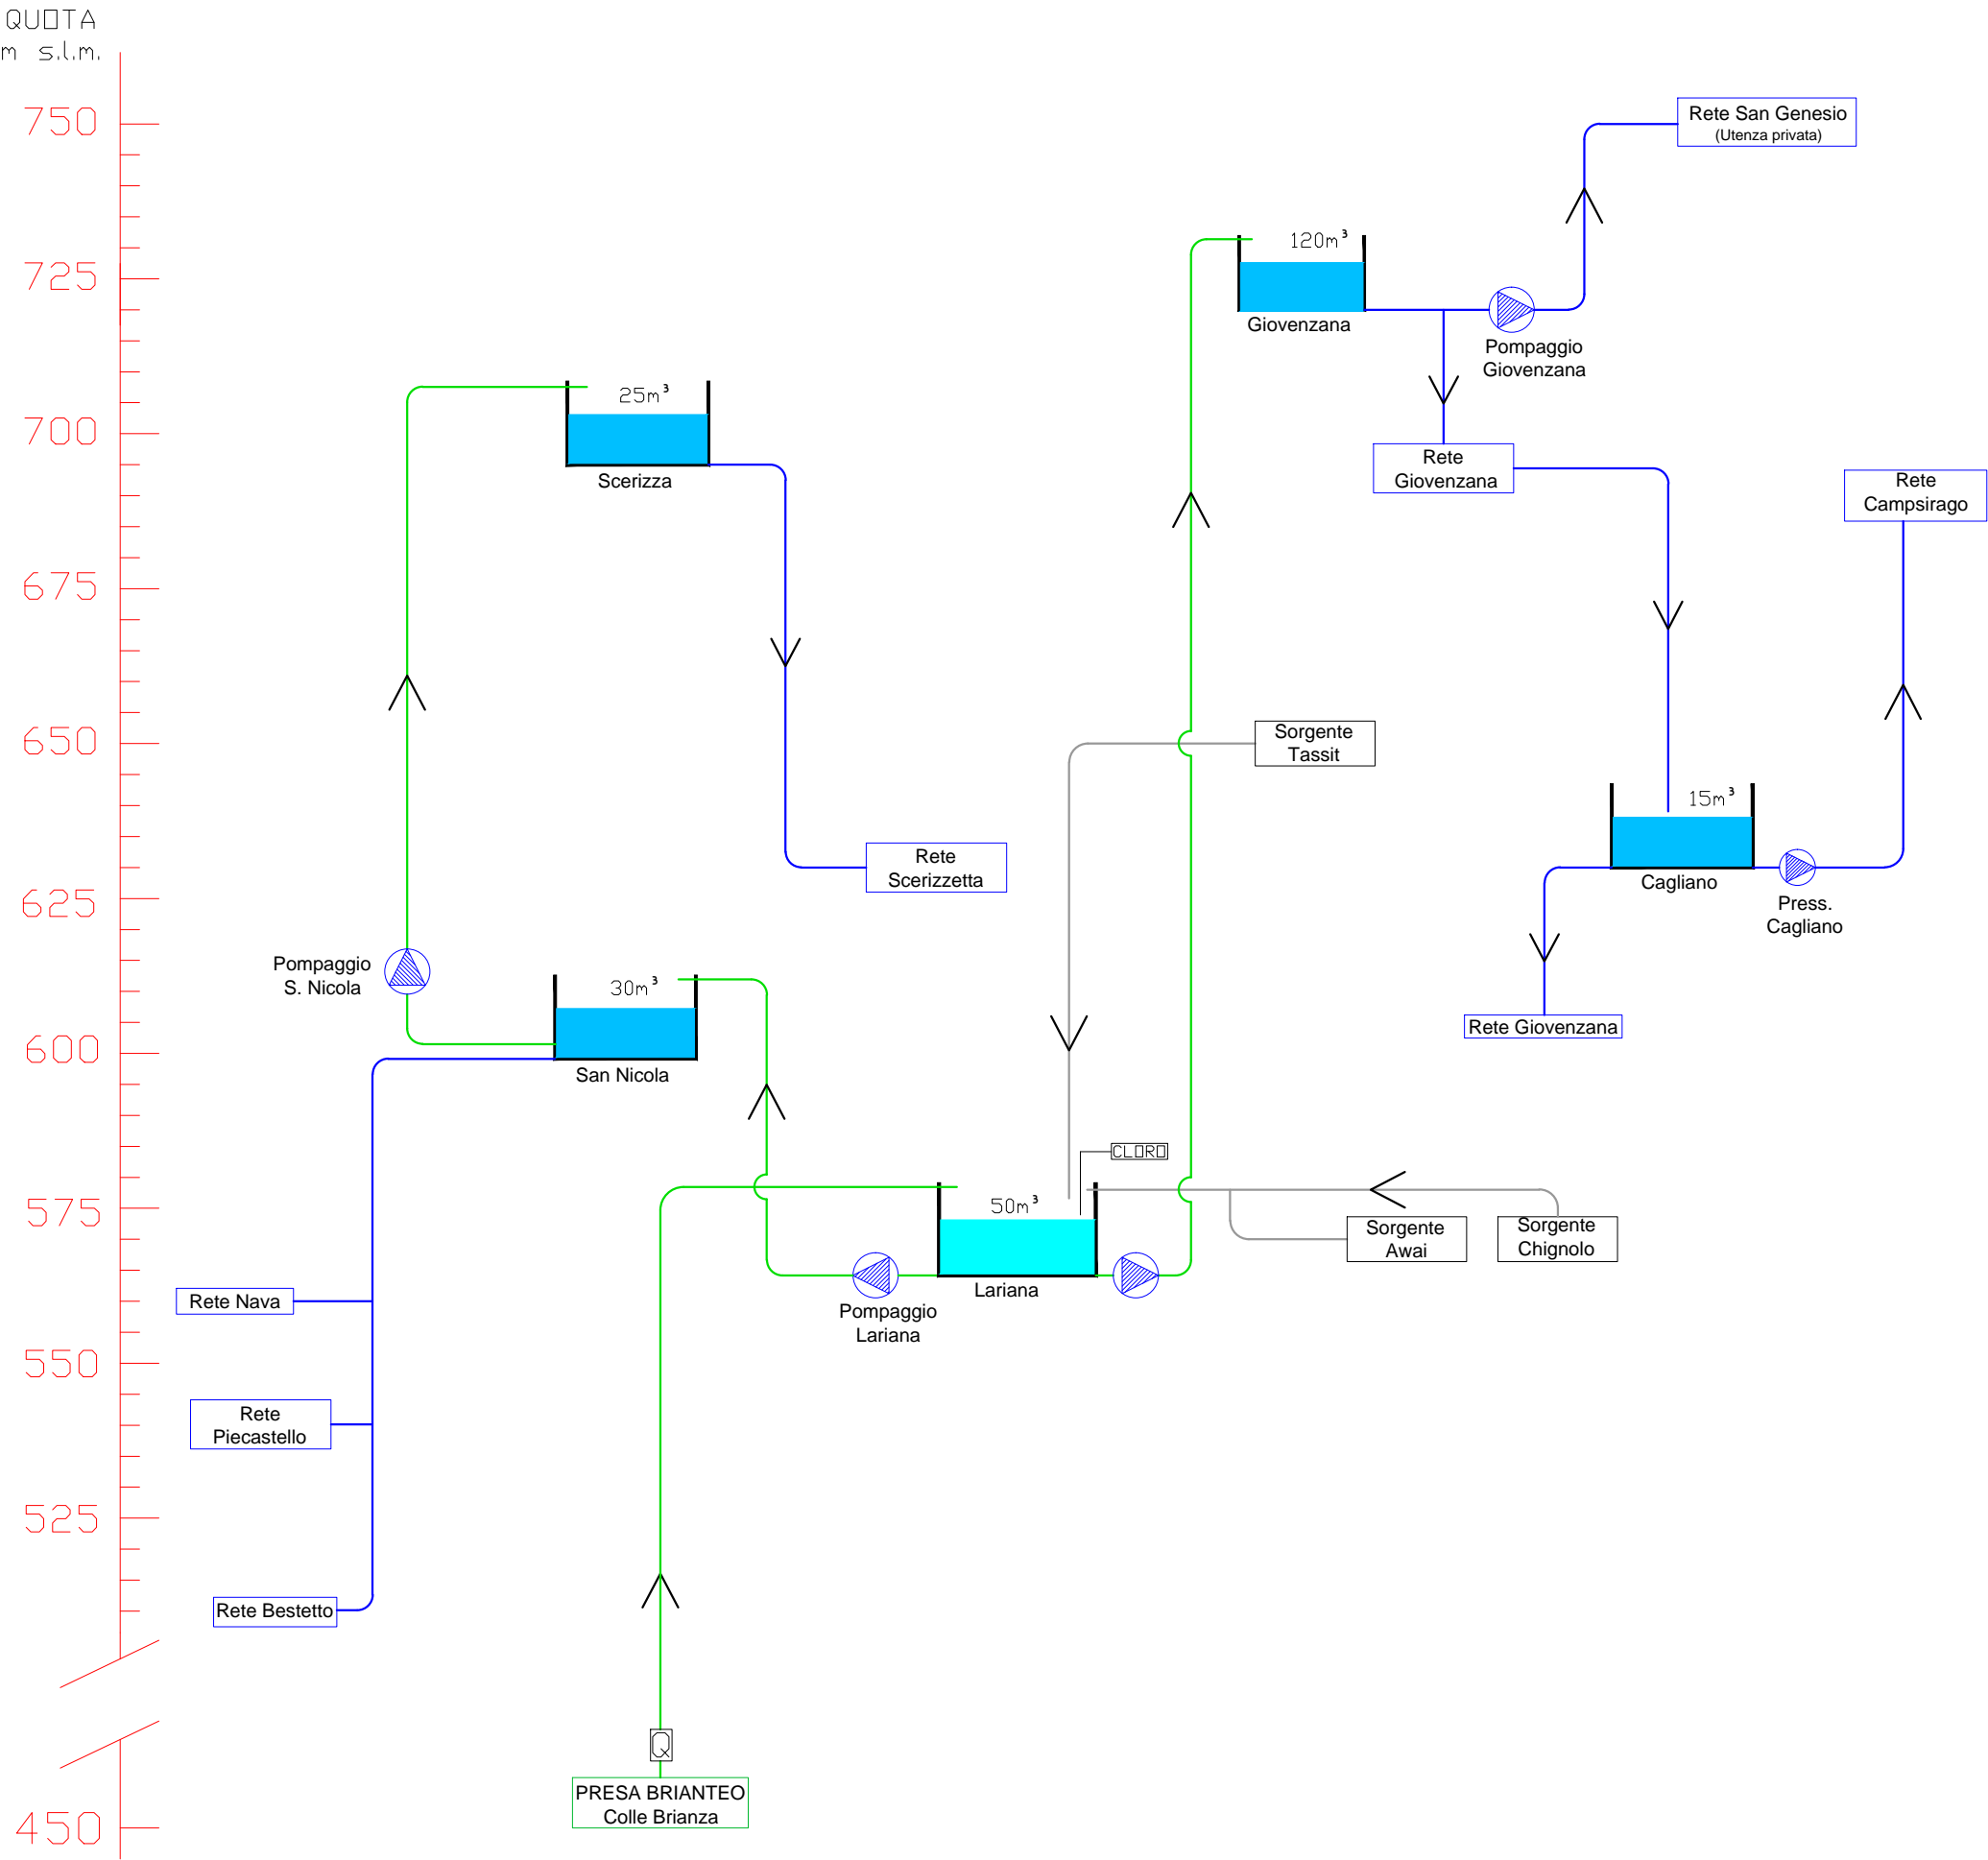 QUOTA
m s.l.m.
750
725
700
675
650
625
600
575
550
525
450
Rete San Genesio
(Utenza privata)
120m³
Giovenzana
Pompaggio
Giovenzana
25m³
Scerizza
Rete
Giovenzana
Rete
Campsirago
Sorgente
Tassit
15m³
Cagliano
Press.
Cagliano
Rete
Scerizzetta
Pompaggio
S. Nicola
30m³
San Nicola
Rete Giovenzana
CLORO
50m³
Lariana
Pompaggio
Lariana
Sorgente
Awai
Sorgente
Chignolo
Rete Nava
Rete
Piecastello
Rete Bestetto
Q
PRESA BRIANTEO
Colle Brianza